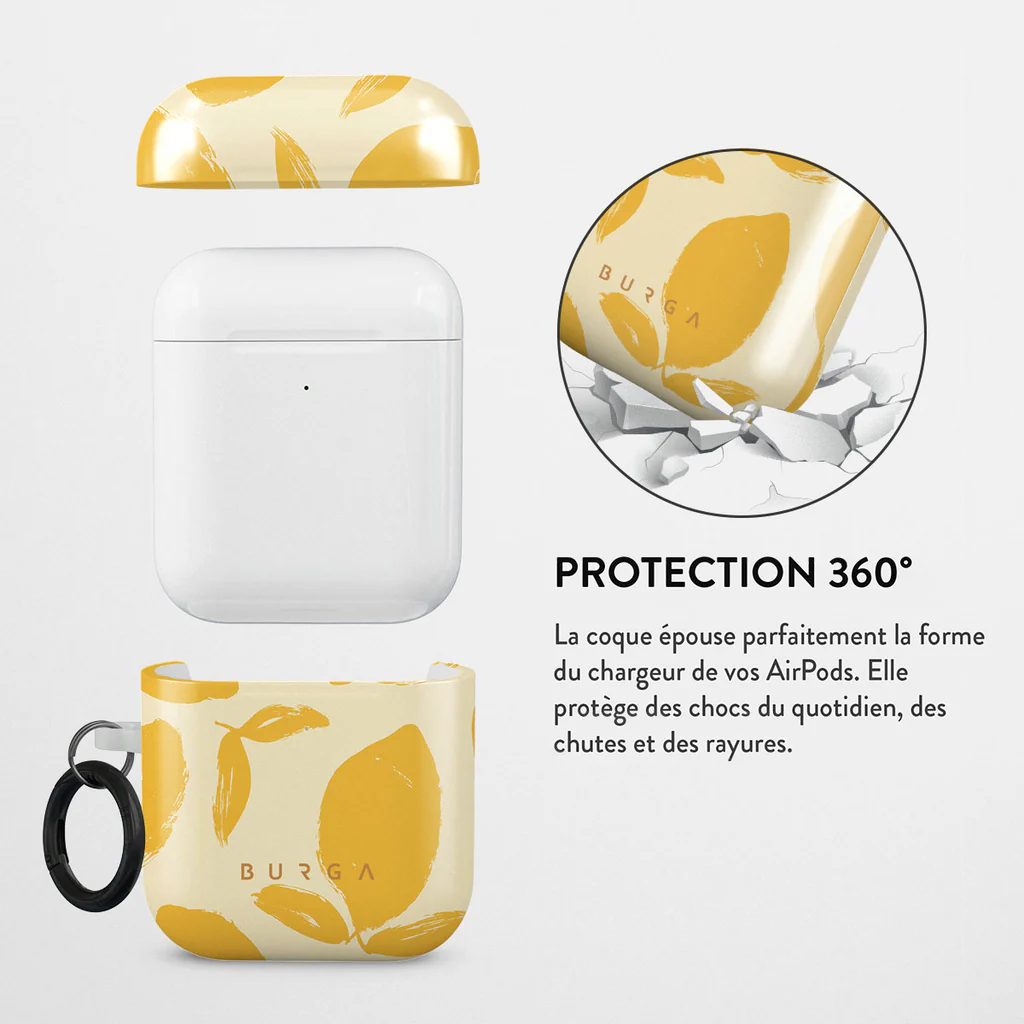 BURGA
PROTECTION 360°
La coque épouse parfaitement la forme
du chargeur de vos AirPods. Elle
protège des chocs du quotidien, des
chutes et des rayures.
BURGA